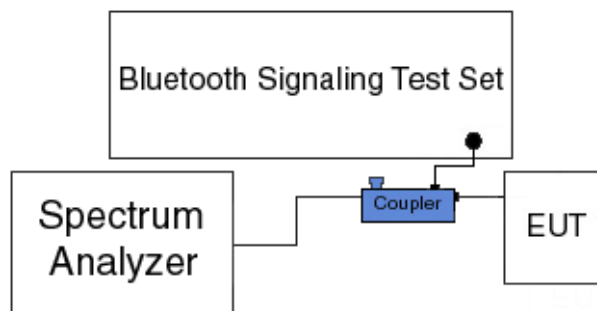 Bluetooth Signaling Test Set
Spectrum
Analyzer
Coupler
EUT